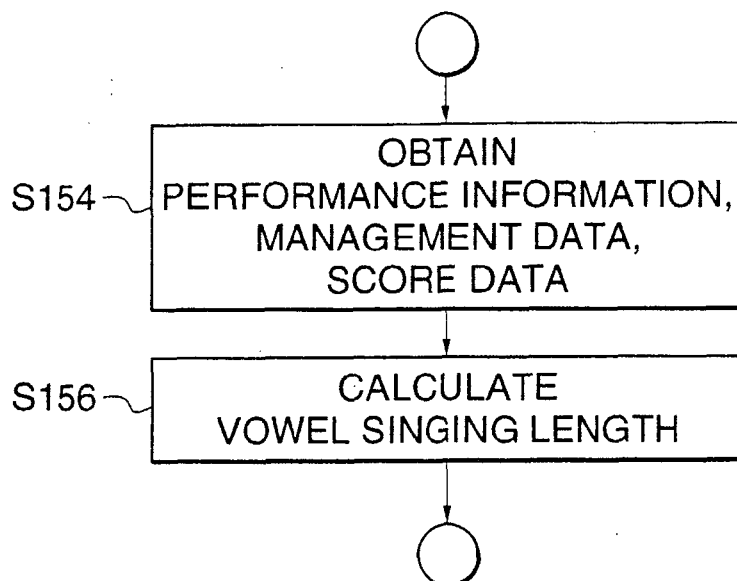 OBTAIN
S154 PERFORMANCE INFORMATION,
MANAGEMENT DATA,
SCORE DATA
S156 CALCULATE
VOWEL SINGING LENGTH